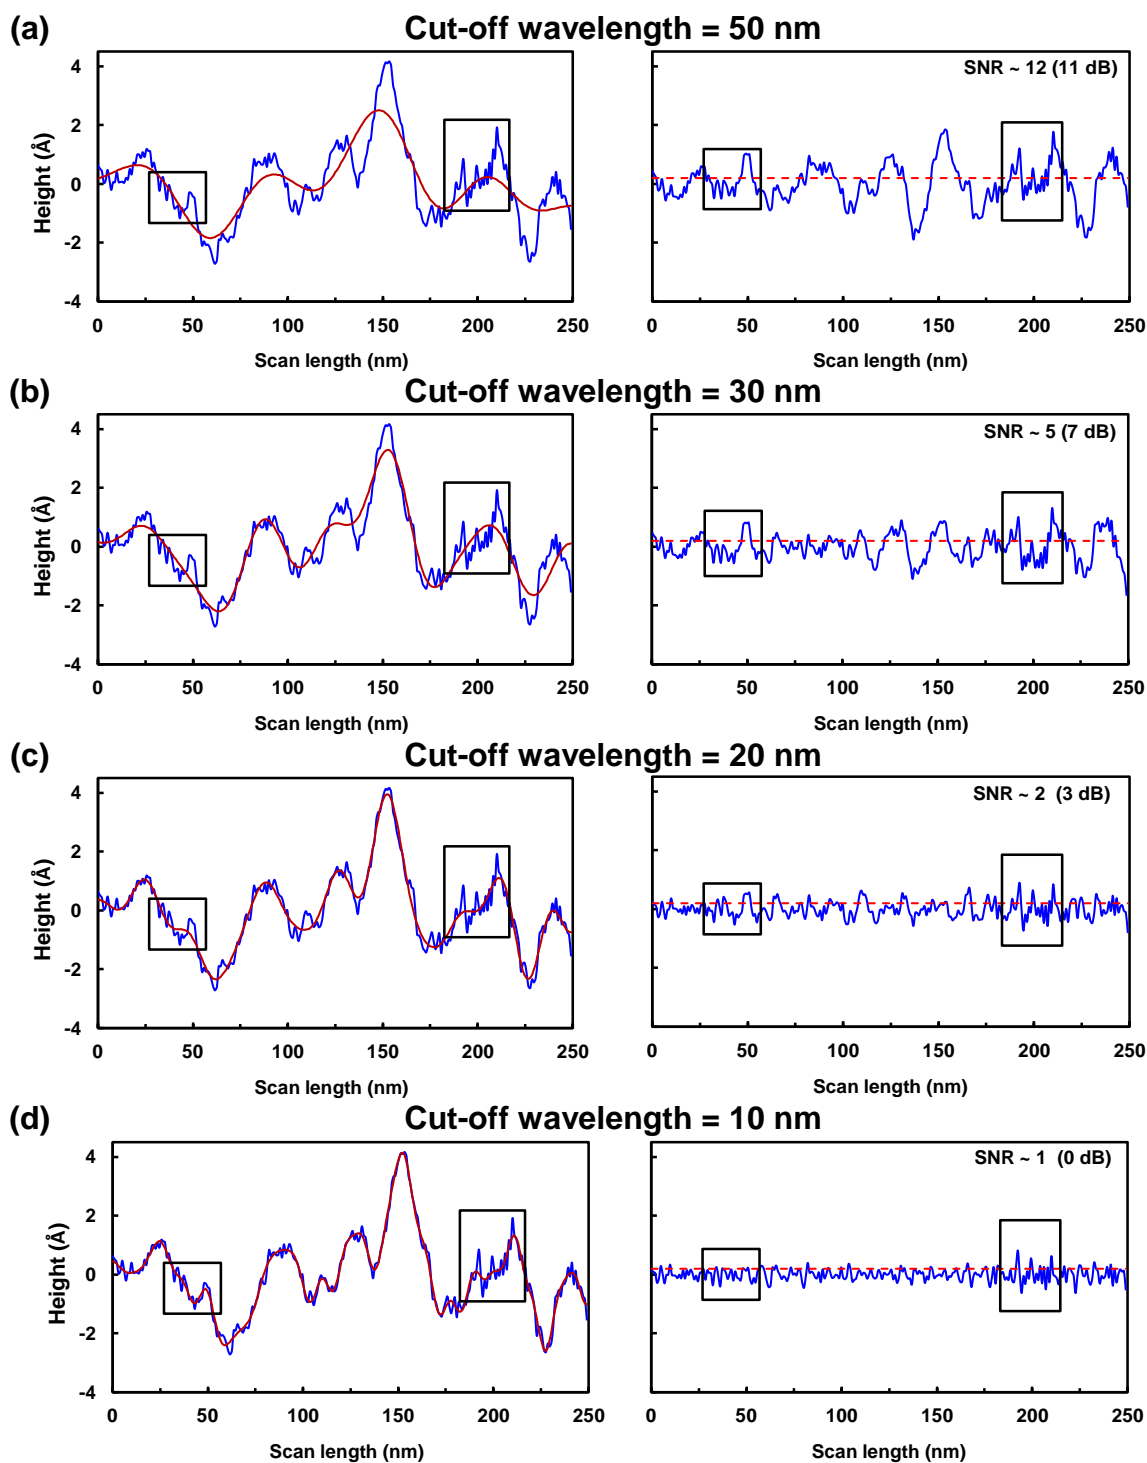 (a) Cut-off wavelength = 50 nm
SNR ~ 12 (11 dB)
Height (Å)
4
2
0
-2
-4
0 50 100 150 200 250
0 50 100 150 200 250
Scan length (nm)
Scan length (nm)
(b) Cut-off wavelength = 30 nm
SNR ~ 5 (7 dB)
Height (Å)
4
2
0
-2
-4
0 50 100 150 200 250
0 50 100 150 200 250
Scan length (nm)
Scan length (nm)
(c) Cut-off wavelength = 20 nm
SNR ~ 2 (3 dB)
Height (Å)
4
2
0
-2
-4
0 50 100 150 200 250
0 50 100 150 200 250
Scan length (nm)
Scan length (nm)
(d) Cut-off wavelength = 10 nm
SNR ~ 1 (0 dB)
Height (Å)
4
2
0
-2
-4
0 50 100 150 200 250
0 50 100 150 200 250
Scan length (nm)
Scan length (nm)